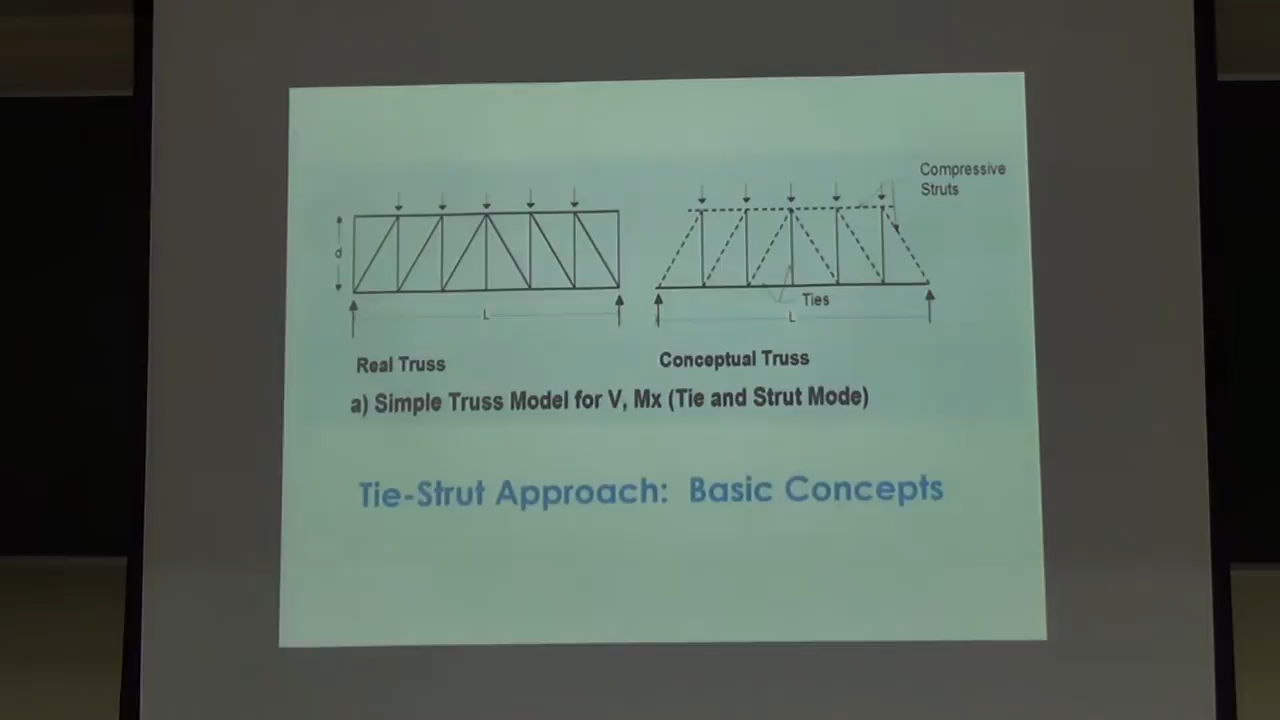 Compressive
Struts
d
Ties
L
L
Real Truss
Conceptual Truss
a) Simple Truss Model for V, Mx (Tie and Strut Mode)
Tie-Strut Approach: Basic Concepts